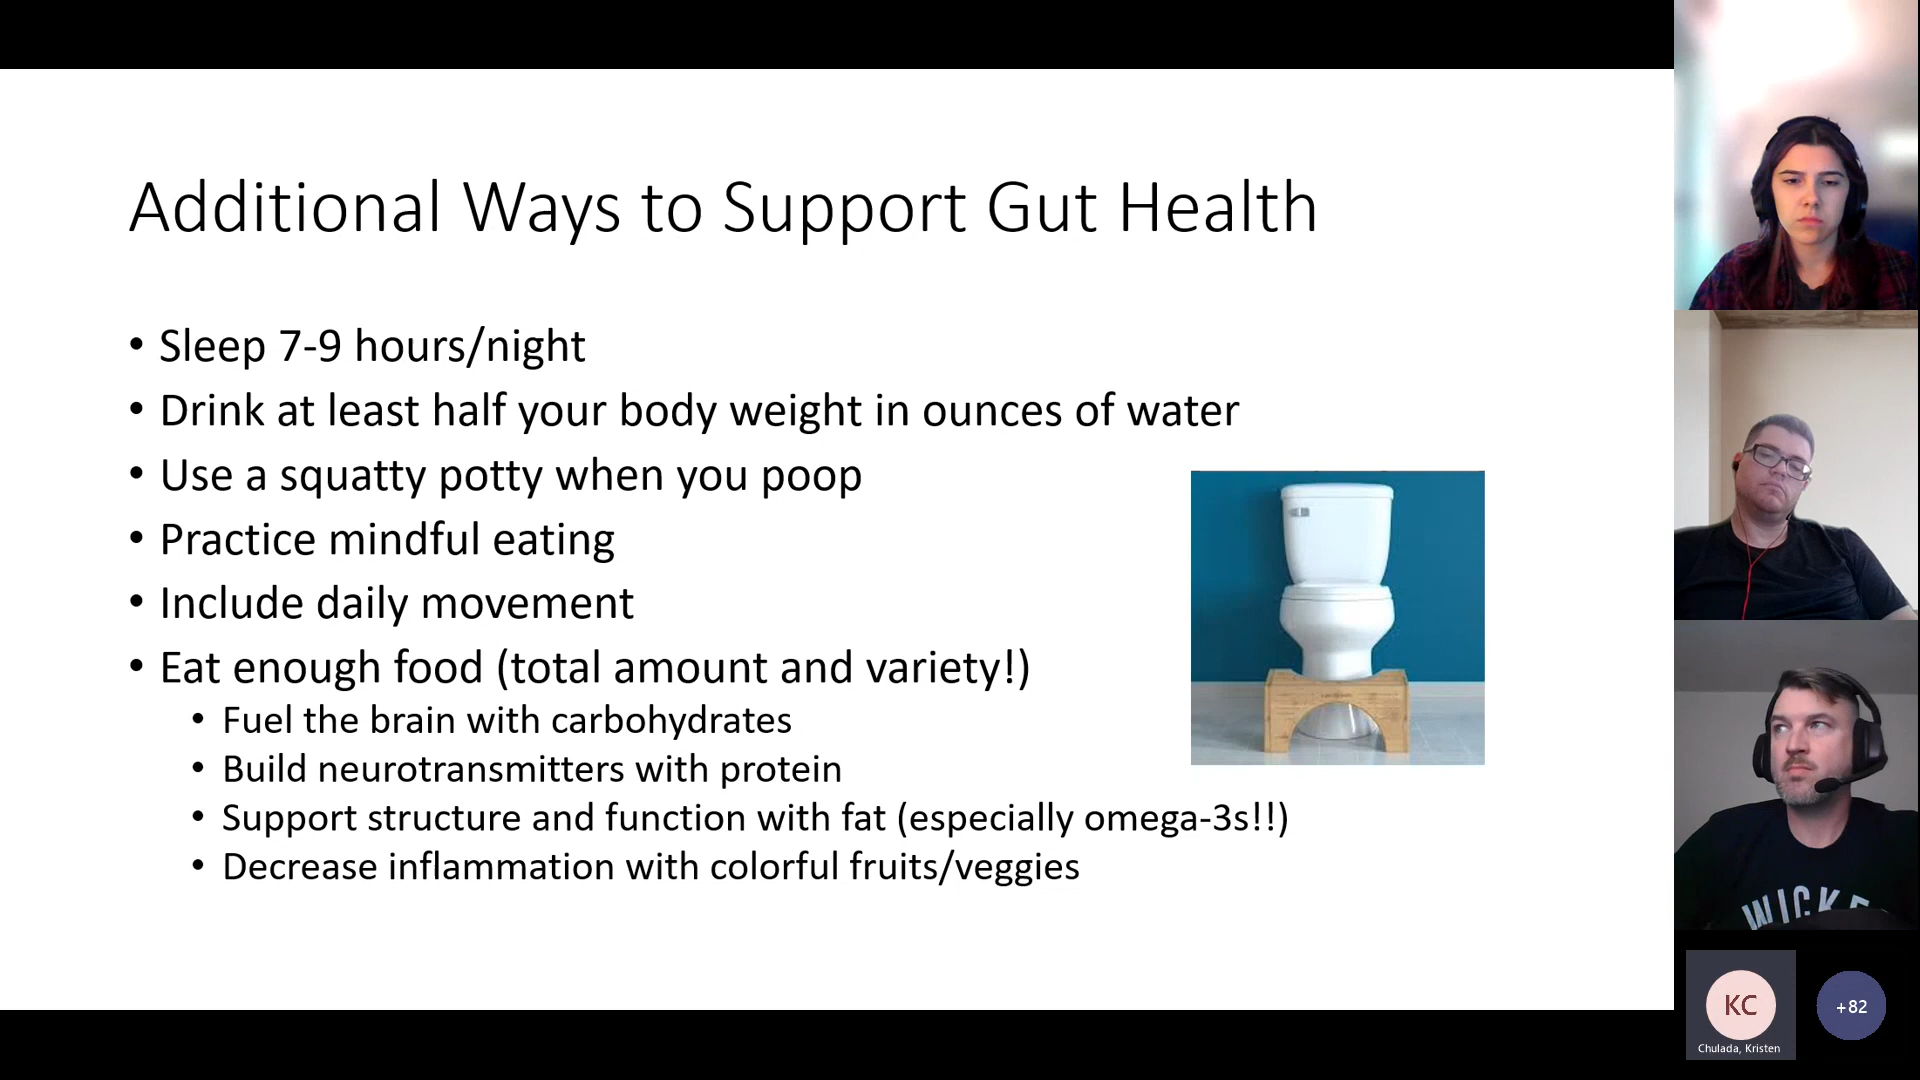 Additional Ways to Support Gut Health
• Sleep 7-9 hours/night
• Drink at least half your body weight in ounces of water
• Use a squatty potty when you poop
• Practice mindful eating
• Include daily movement
• Eat enough food (total amount and variety!)
• Fuel the brain with carbohydrates
• Build neurotransmitters with protein
• Support structure and function with fat (especially omega-3s!!)
• Decrease inflammation with colorful fruits/veggies
WICKE
KC
Chulada, Kristen
+82